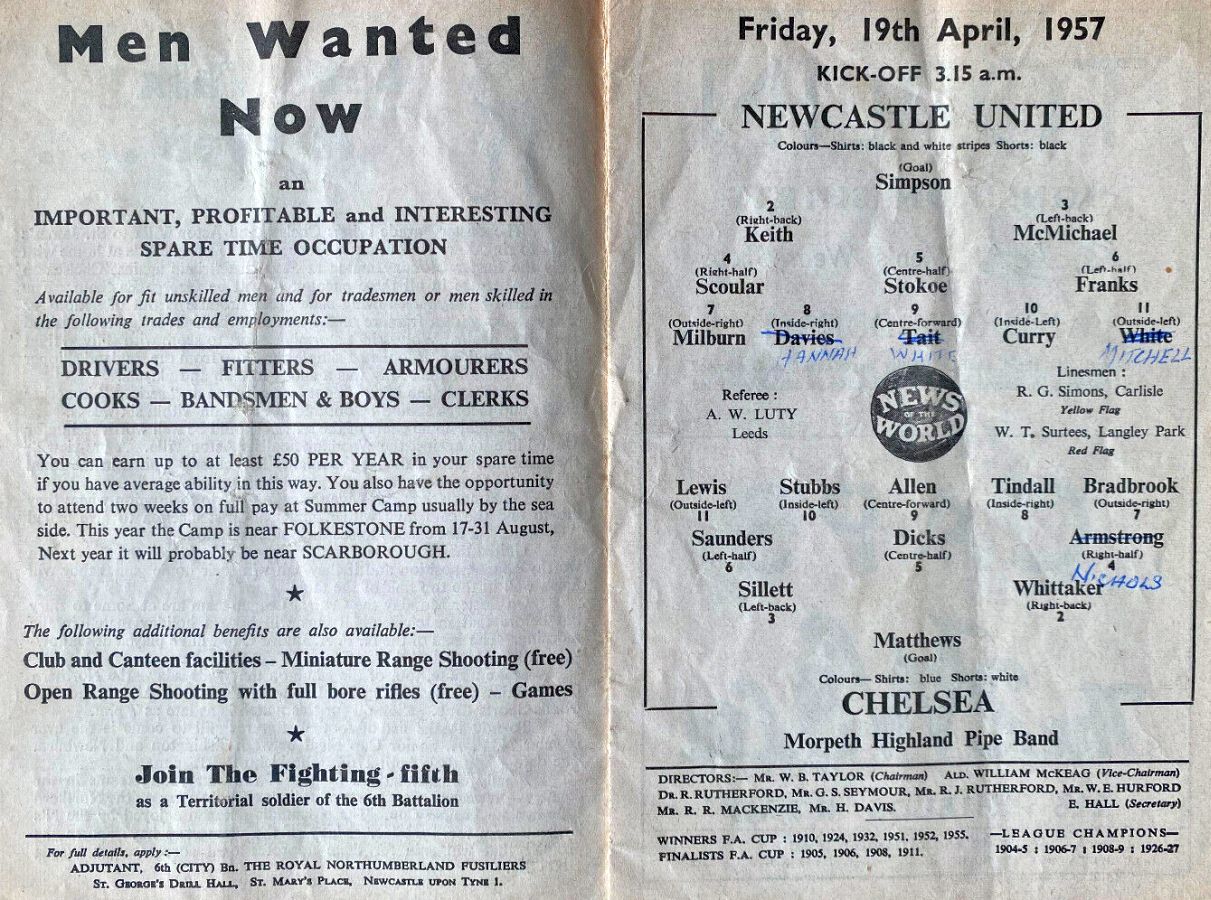 Men Wanted
Now
an
IMPORTANT, PROFITABLE and INTERESTING
SPARE TIME OCCUPATION
Available for fit unskilled men and for tradesmen or men skilled in
the following trades and employments:—
DRIVERS — FITTERS — ARMOURERS
COOKS — BANDSMEN & BOYS — CLERKS
You can earn up to at least £50 PER YEAR in your spare time
if you have average ability in this way. You also have the opportunity
to attend two weeks on full pay at Summer Camp usually by the sea
side. This year the Camp is near FOLKESTONE from 17-31 August,
Next year it will probably be near SCARBOROUGH.
The following additional benefits are also available:—
Club and Canteen facilities – Miniature Range Shooting (free)
Open Range Shooting with full bore rifles (free) – Games
Join The Fighting - fifth
as a Territorial soldier of the 6th Battalion
For full details, apply :—
ADJUTANT, 6th (CITY) Bn. THE ROYAL NORTHUMBERLAND FUSILIERS
ST. GEORGE'S DRILL HALL, ST. MARY'S PLACE, NEWCASTLE UPON TYNE 1.
Friday, 19th April, 1957
KICK-OFF 3.15 a.m.
NEWCASTLE UNITED
Colours—Shirts: black and white stripes Shorts: black
(Goal)
Simpson
2 3
(Right-back) (Left-back)
Keith McMichael
4 5 6
(Right-half) (Centre-half) (Left-half)
Scoular Stokoe Franks
7 8 9 10 11
(Outside-right) (Inside-right) (Centre-forward) (Inside-Left) (Outside-left)
Milburn Davies Tait Curry White
HANNAH WHITE MITCHELL
Linesmen :
R. G. Simons, Carlisle
Yellow Flag
W. T. Surtees, Langley Park
Red Flag
Referee :
A. W. LUTY
Leeds
NEWS
OF THE
WORLD
Lewis Stubbs Allen Tindall Bradbrook
(Outside-left) (Inside-left) (Centre-forward) (Inside-right) (Outside-right)
11 10 9 8 7
Saunders Dicks Armstrong
(Left-half) (Centre-half) (Right-half)
6 5 4
NICHOLS
Sillett Whittaker
(Left-back) (Right-back)
3 2
Matthews
(Goal)
Colours— Shirts: blue Shorts: white
CHELSEA
Morpeth Highland Pipe Band
DIRECTORS:— MR. W. B. TAYLOR (Chairman) ALD. WILLIAM McKEAG (Vice-Chairman)
DR. R. RUTHERFORD, MR. G. S. SEYMOUR, MR. R. J. RUTHERFORD, MR. W. E. HURFORD
MR. R. R. MACKENZIE, MR. H. DAVIS. E. HALL (Secretary)
WINNERS F.A. CUP : 1910, 1924, 1932, 1951, 1952, 1955.
FINALISTS F.A. CUP : 1905, 1906, 1908, 1911.
—LEAGUE CHAMPIONS—
1904-5 : 1906-7 : 1908-9 : 1926-27